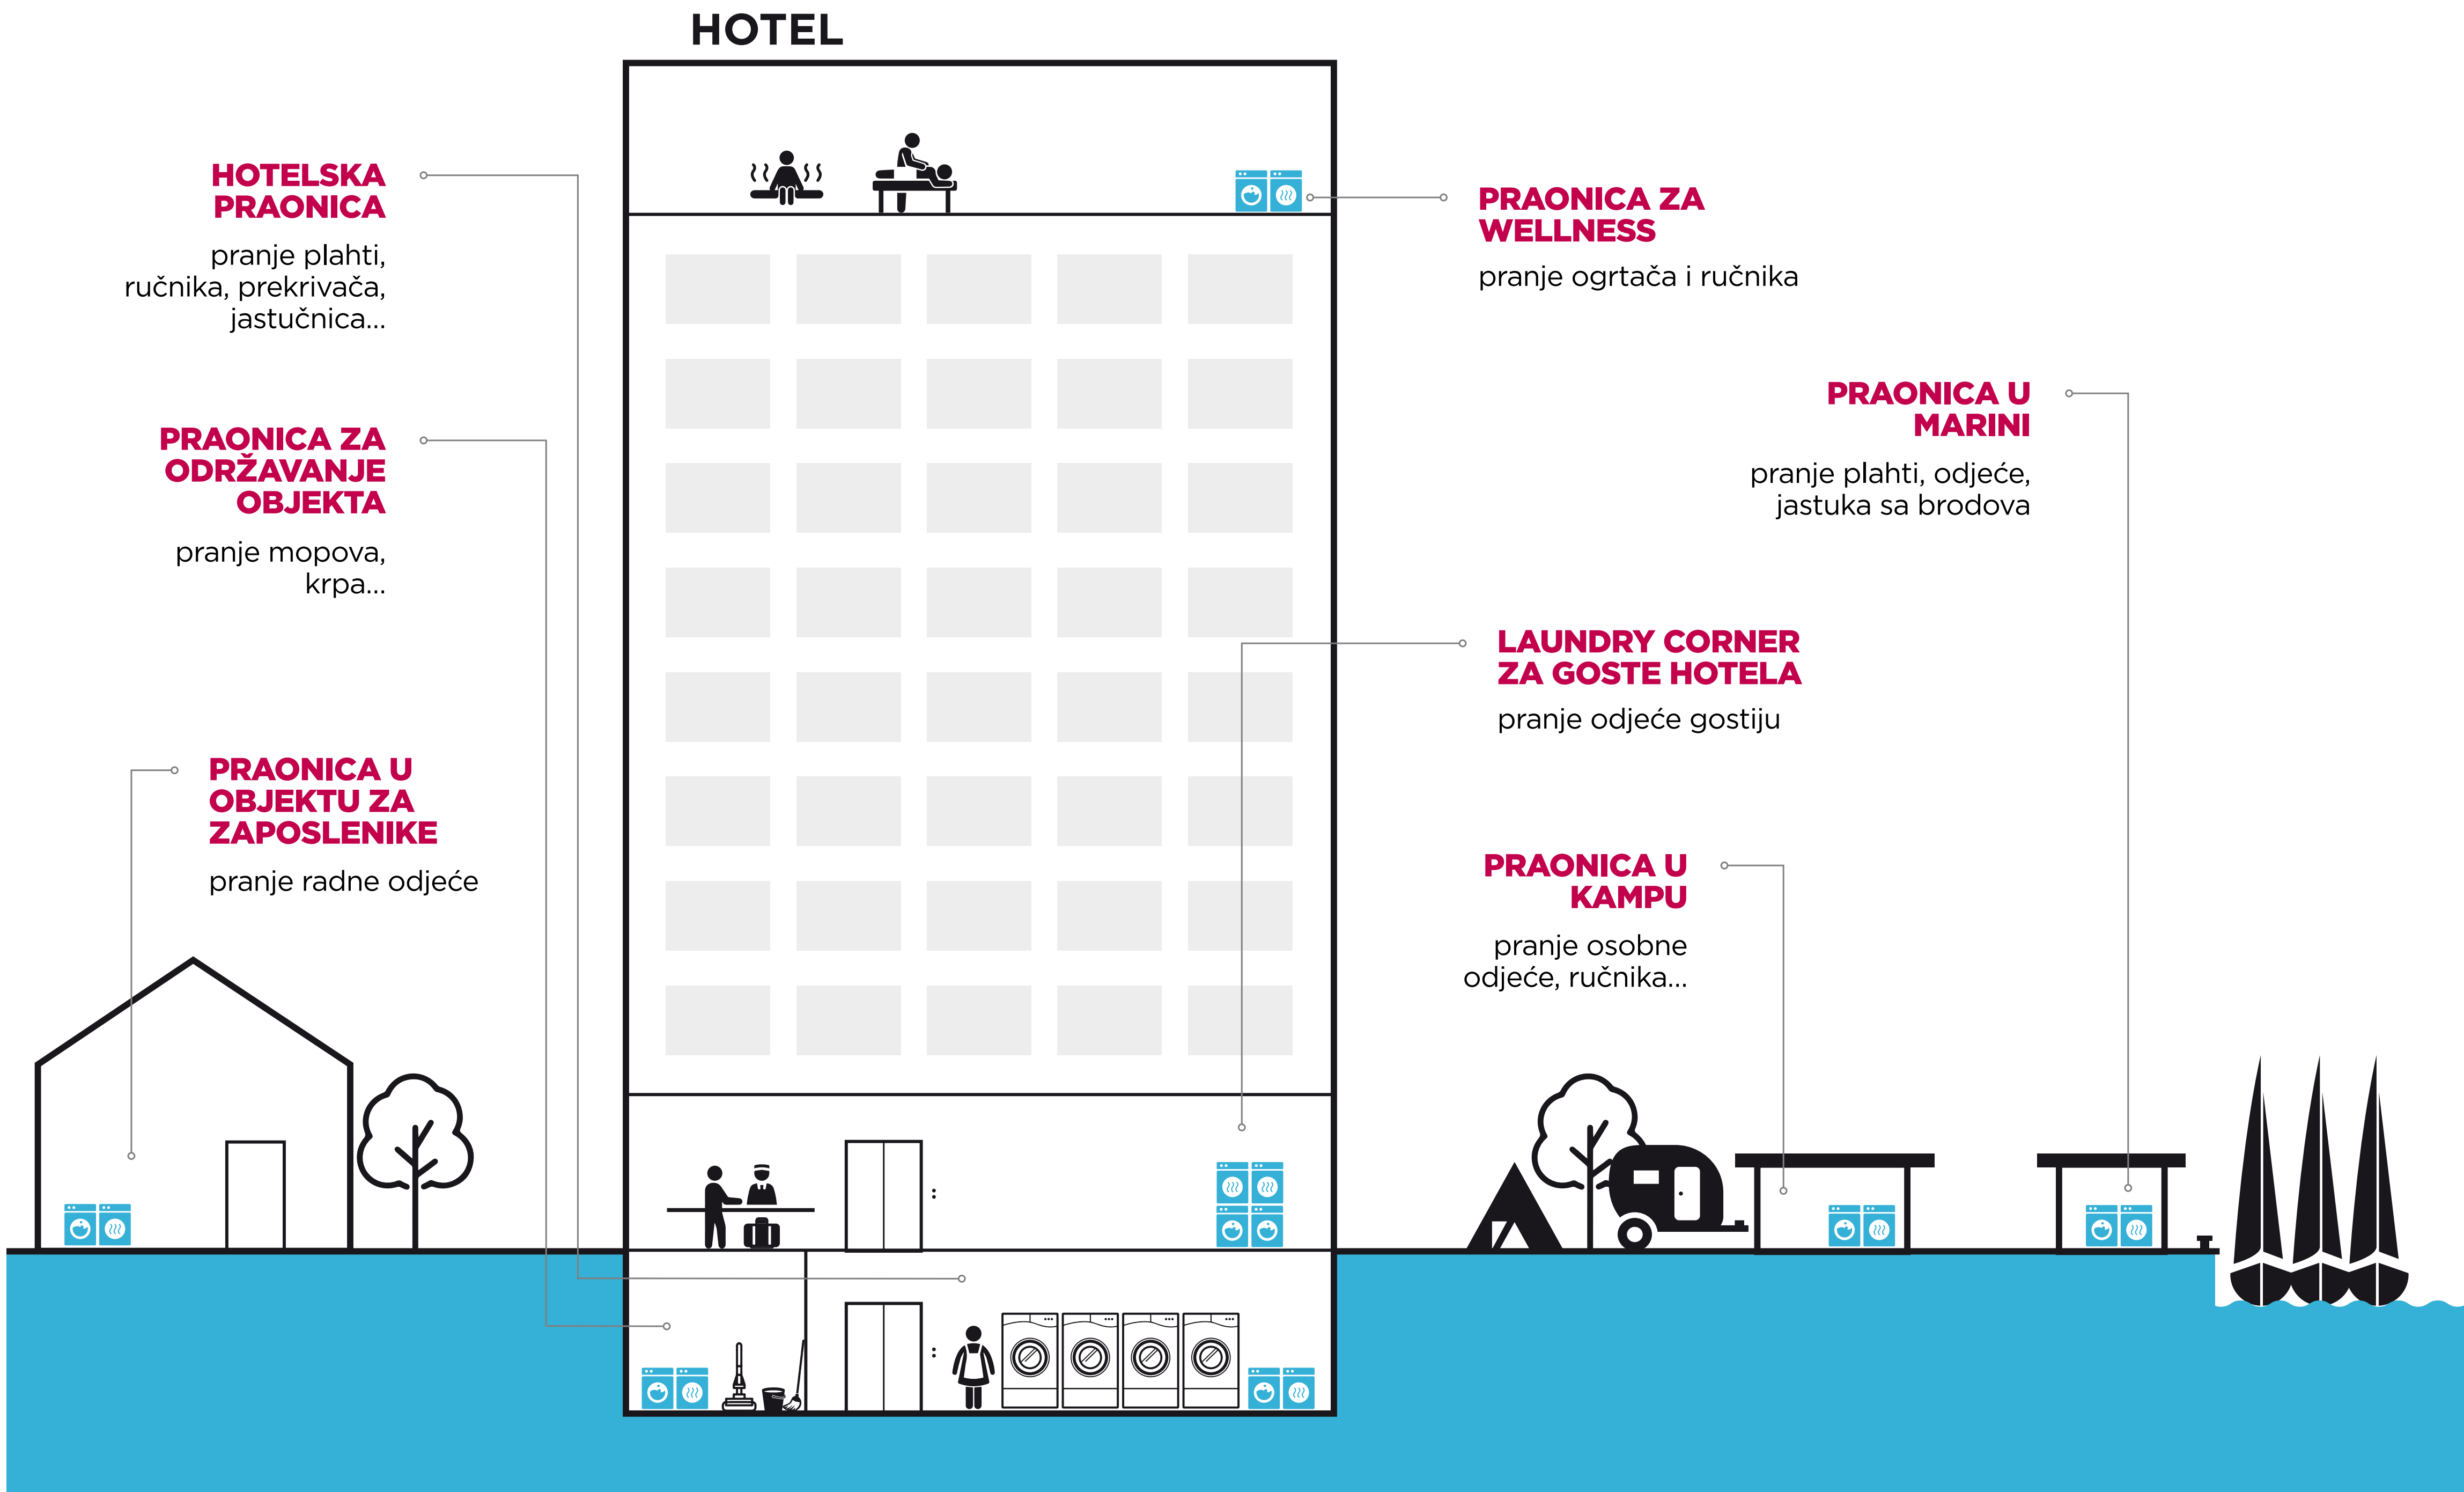 HOTEL
HOTELSKA
PRAONICA
pranje plahti,
ručnika, prekrivača,
jastučnica...
PRAONICA ZA
ODRŽAVANJE
OBJEKTA
pranje mopova,
krpa...
PRAONICA U
OBJEKTU ZA
ZAPOSLENIKE
pranje radne odjeće
PRAONICA ZA
WELLNESS
pranje ogrtača i ručnika
PRAONICA U
MARINI
pranje plahti, odjeće,
jastuka sa brodova
LAUNDRY CORNER
ZA GOSTE HOTELA
pranje odjeće gostiju
PRAONICA U
KAMPU
pranje osobne
odjeće, ručnika...